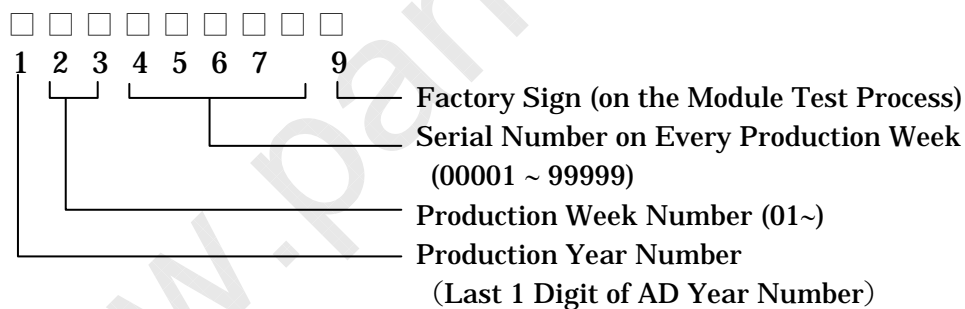 □ □ □ □ □ □ □ □ □
1 2 3 4 5 6 7 9
Factory Sign (on the Module Test Process)
Serial Number on Every Production Week
(00001 ~ 99999)
Production Week Number (01~)
Production Year Number
（Last 1 Digit of AD Year Number）
w.pan